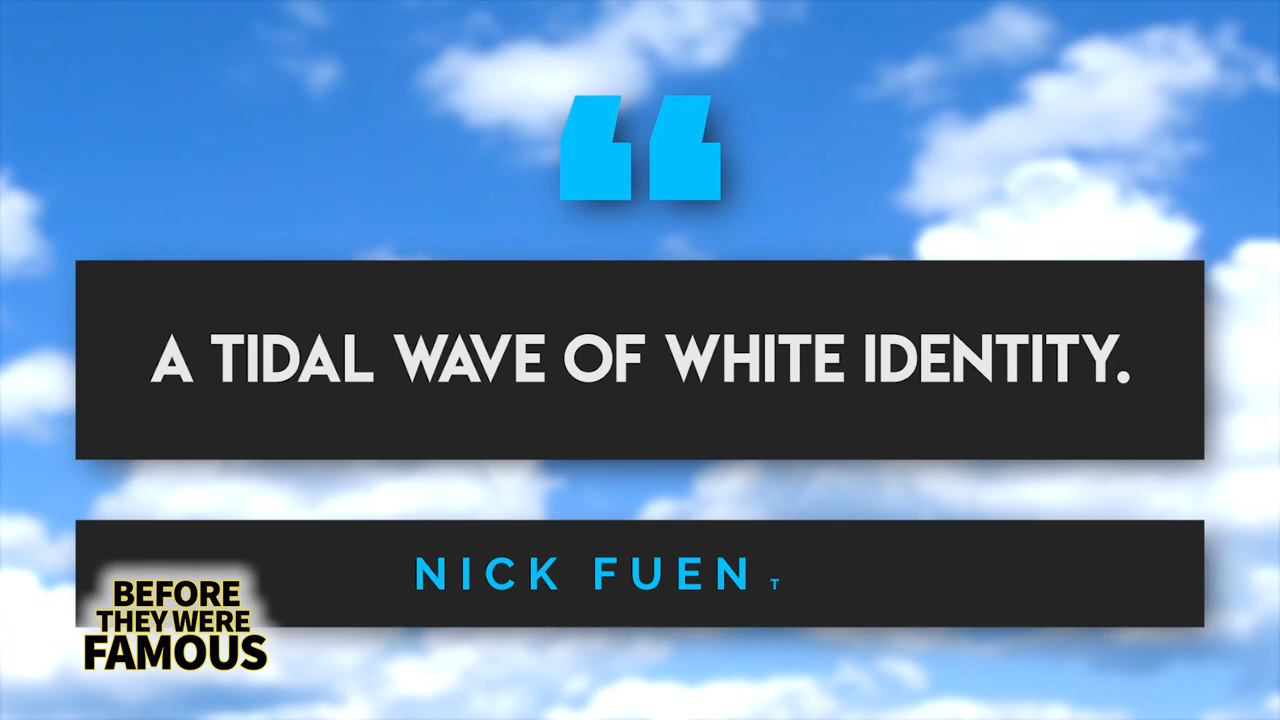 “
A TIDAL WAVE OF WHITE IDENTITY.
NICK FUENT
BEFORE
THEY WERE
FAMOUS